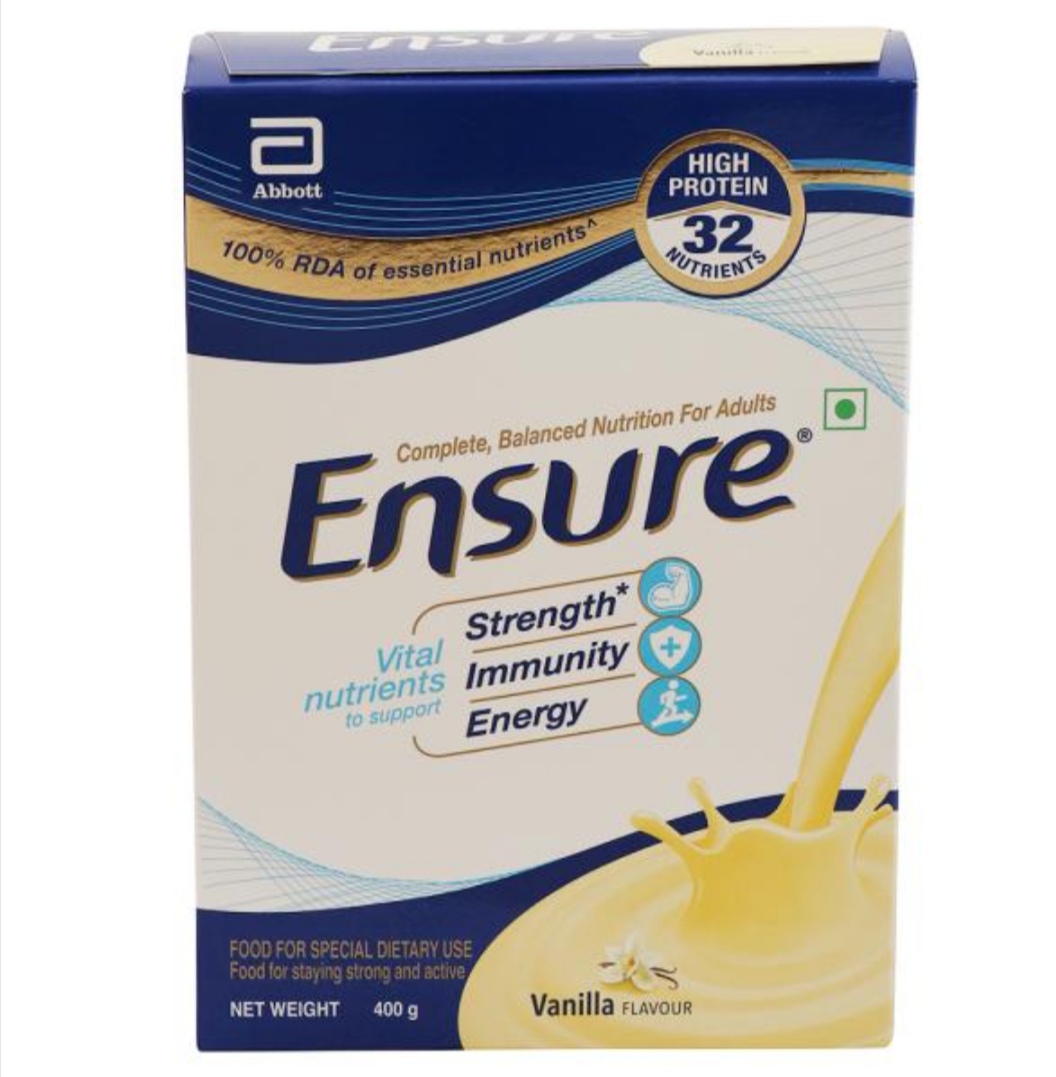 Ensure
Vanilla
Abbott
HIGH
PROTEIN
32
NUTRIENTS
100% RDA of essential nutrients^
Complete, Balanced Nutrition For Adults
Ensure®
Vital
nutrients
to support
Strength*
Immunity
Energy
FOOD FOR SPECIAL DIETARY USE
Food for staying strong and active
NET WEIGHT 400 g
Vanilla FLAVOUR